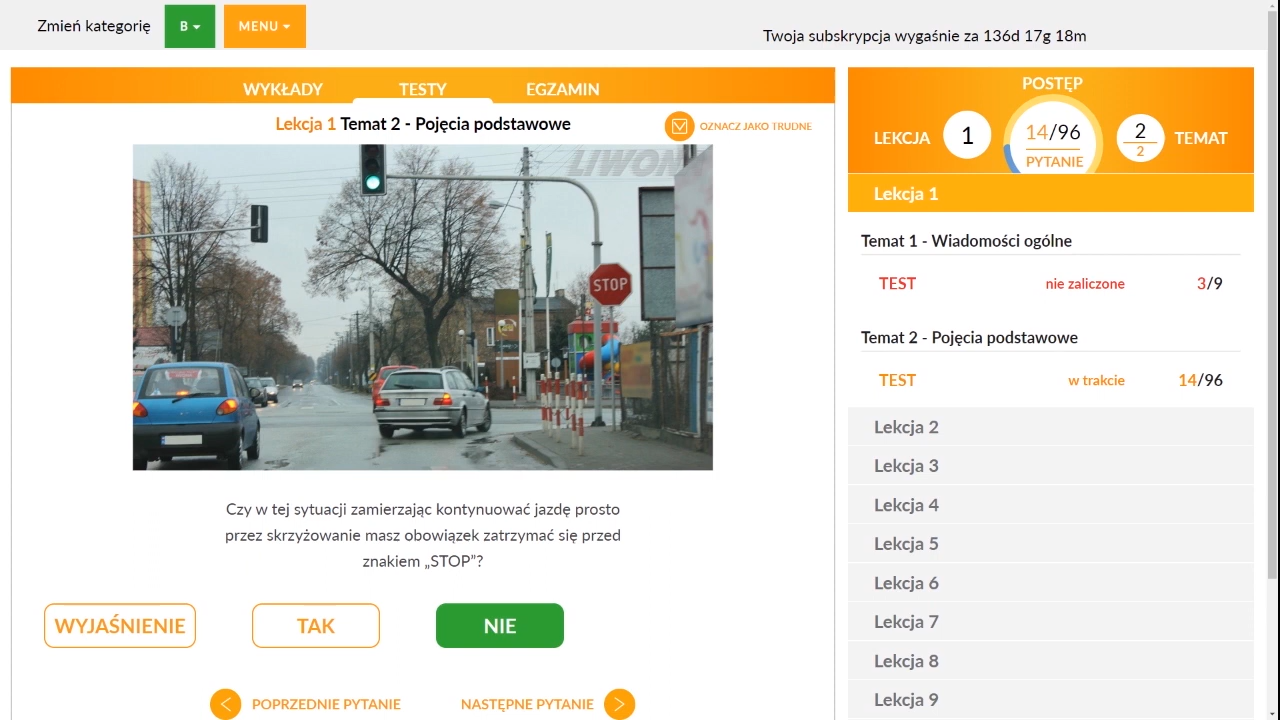 Zmień kategorię
B
MENU
Twoja subskrypcja wygaśnie za 136d 17g 18m
WYKŁADY
TESTY
EGZAMIN
Lekcja 1 Temat 2 - Pojęcia podstawowe
OZNACZ JAKO TRUDNE
LIWON
STOP
Czy w tej sytuacji zamierzając kontynuować jazdę prosto
przez skrzyżowanie masz obowiązek zatrzymać się przed
znakiem „STOP”?
WYJAŚNIENIE
TAK
NIE
POPRZEDNIE PYTANIE
NASTĘPNE PYTANIE
POSTĘP
LEKCJA
1
14/96
PYTANIE
2
2
TEMAT
Lekcja 1
Temat 1 - Wiadomości ogólne
TEST nie zaliczone 3/9
Temat 2 - Pojęcia podstawowe
TEST w trakcie 14/96
Lekcja 2
Lekcja 3
Lekcja 4
Lekcja 5
Lekcja 6
Lekcja 7
Lekcja 8
Lekcja 9